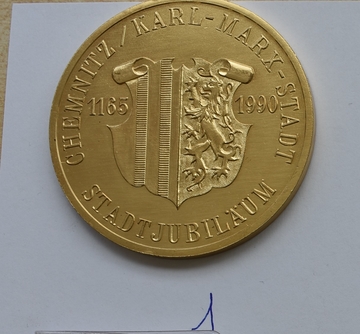 CHEMNITZ/KARL-MARX-STADT
1165 1990
STADTJUBILÄUM
1